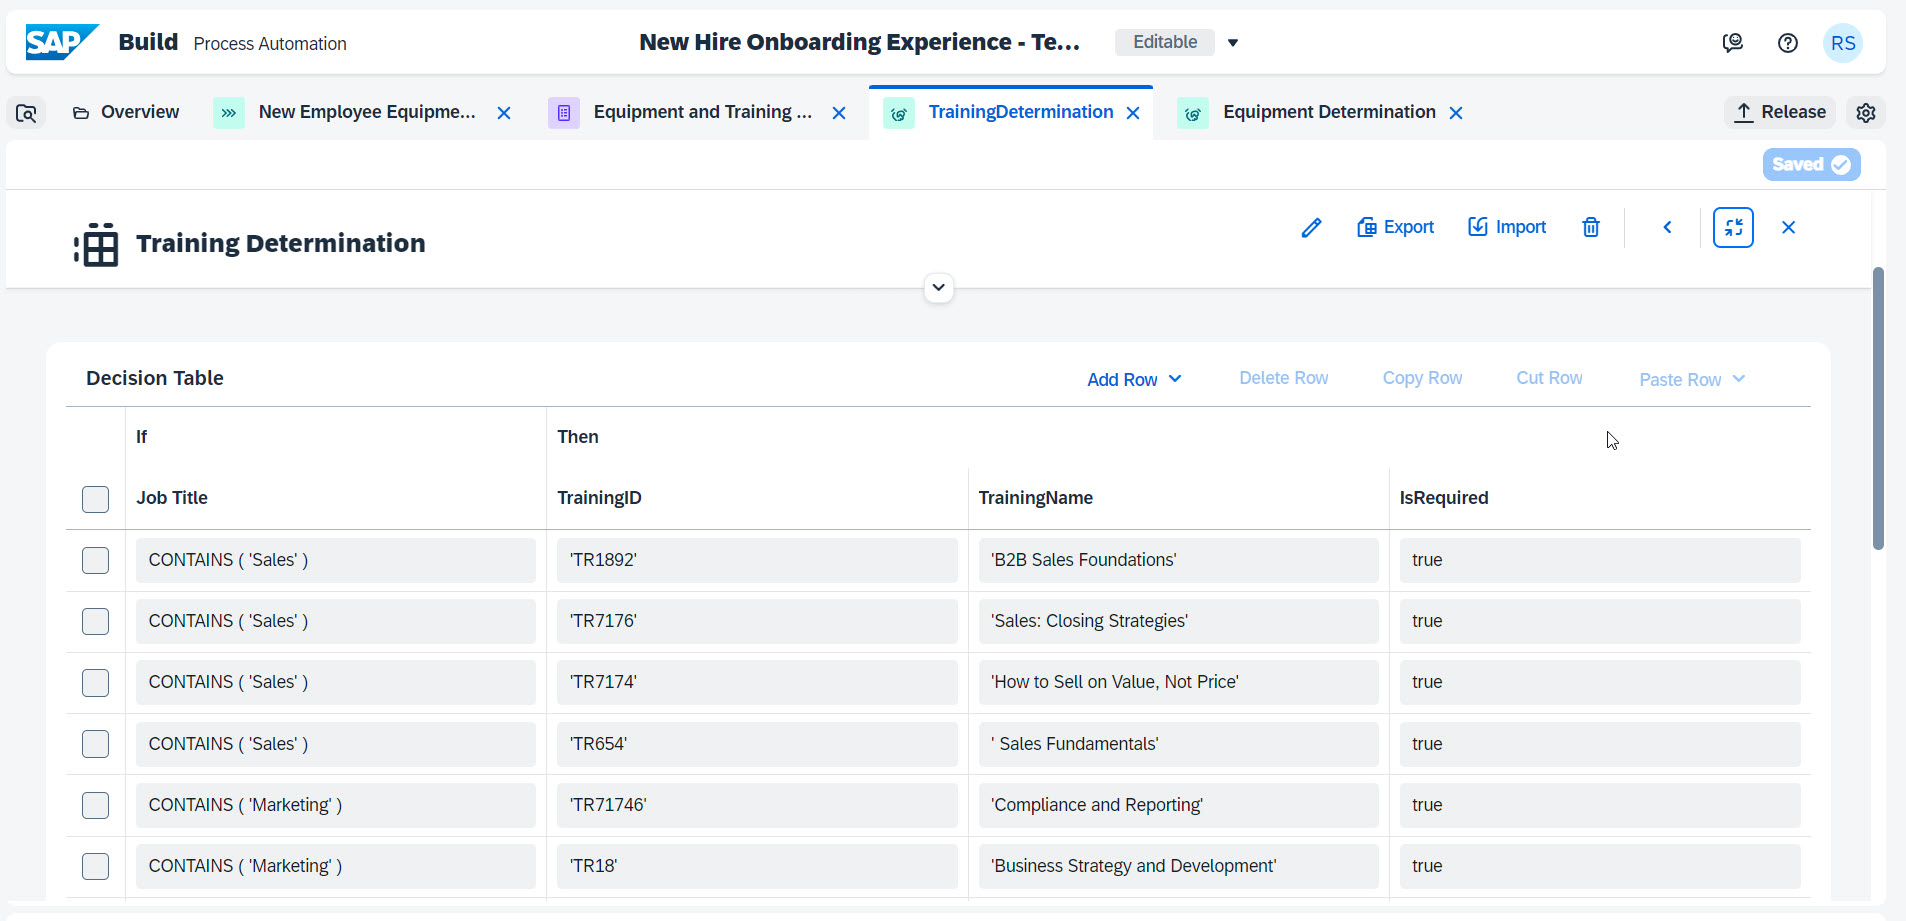 SAP Build Process Automation New Hire Onboarding Experience - Te... Editable RS
Overview New Employee Equipme... Equipment and Training ... TrainingDetermination Equipment Determination Release
Saved
Training Determination Export Import
Decision Table Add Row Delete Row Copy Row Cut Row Paste Row
If Then
Job Title TrainingID TrainingName IsRequired
CONTAINS ( 'Sales' ) 'TR1892' 'B2B Sales Foundations' true
CONTAINS ( 'Sales' ) 'TR7176' 'Sales: Closing Strategies' true
CONTAINS ( 'Sales' ) 'TR7174' 'How to Sell on Value, Not Price' true
CONTAINS ( 'Sales' ) 'TR654' ' Sales Fundamentals' true
CONTAINS ( 'Marketing' ) 'TR71746' 'Compliance and Reporting' true
CONTAINS ( 'Marketing' ) 'TR18' 'Business Strategy and Development' true